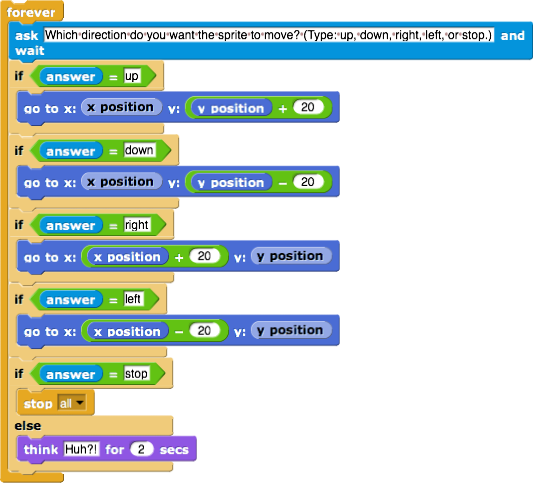 forever
ask Which direction do you want the sprite to move? (Type: up, down, right, left, or stop.) and
wait
if answer = up
go to x: x position y: y position + 20
if answer = down
go to x: x position y: y position - 20
if answer = right
go to x: x position + 20 y: y position
if answer = left
go to x: x position - 20 y: y position
if answer = stop
stop all
else
think Huh?! for 2 secs